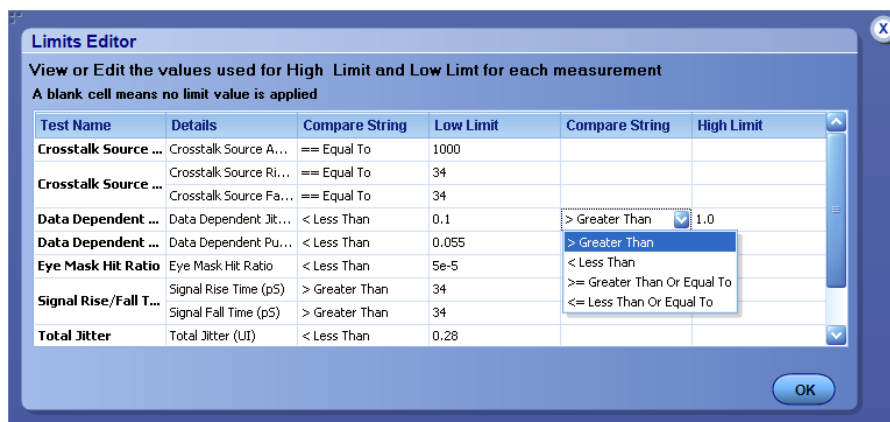 X
Limits Editor
View or Edit the values used for High Limit and Low Limt for each measurement
A blank cell means no limit value is applied
Test Name Details Compare String Low Limit Compare String High Limit
Crosstalk Source ... Crosstalk Source A... == Equal To 1000
Crosstalk Source ... Crosstalk Source Ri... == Equal To 34
Crosstalk Source Fa... == Equal To 34
Data Dependent ... Data Dependent Jit... < Less Than 0.1 > Greater Than 1.0
Data Dependent ... Data Dependent Pu... < Less Than 0.055
> Greater Than
Eye Mask Hit Ratio Eye Mask Hit Ratio < Less Than 5e-5
< Less Than
Signal Rise/Fall T... Signal Rise Time (pS) > Greater Than 34
>= Greater Than Or Equal To
Signal Fall Time (pS) > Greater Than 34
<= Less Than Or Equal To
Total Jitter Total Jitter (UI) < Less Than 0.28
OK